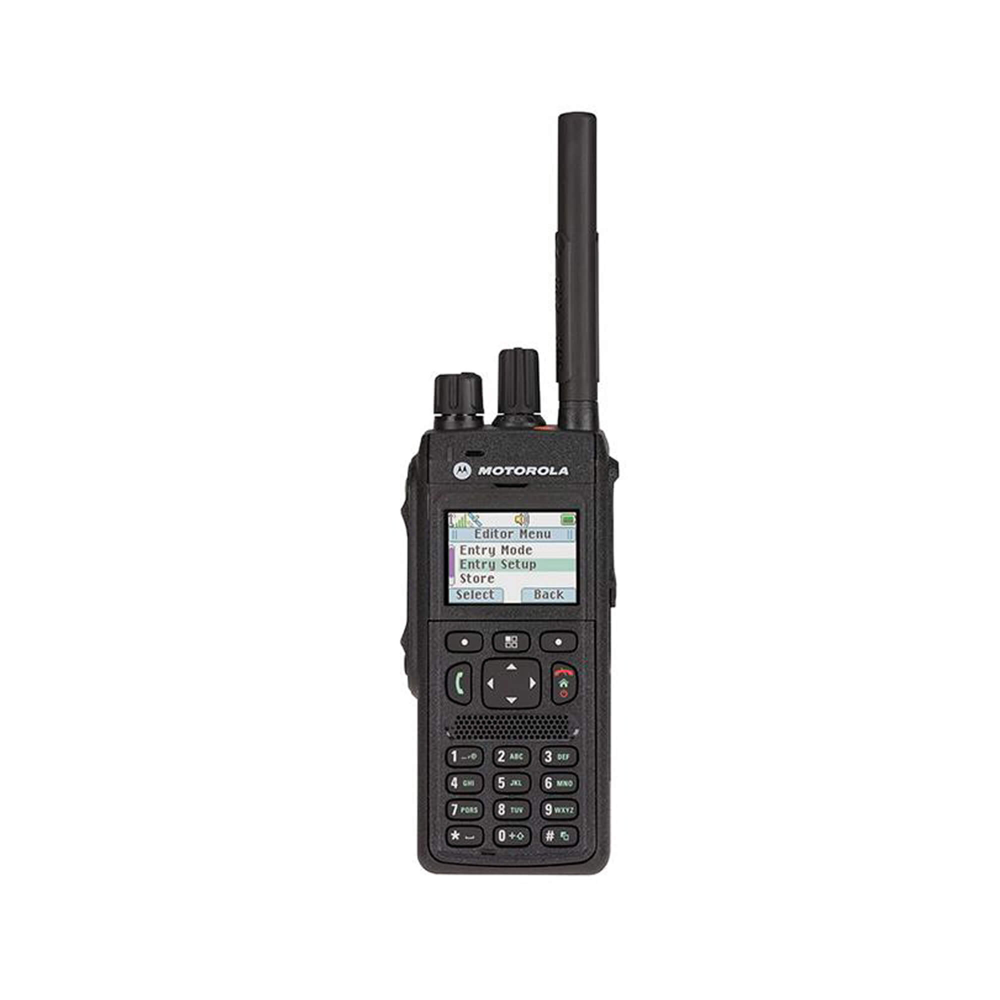 MOTOROLA
Editor Menu
Entry Mode
Entry Setup
Store
Select Back
1 2 ABC 3 DEF
4 GHI 5 JKL 6 MNO
7 PQRS 8 TUV 9 WXYZ
* 0 + #